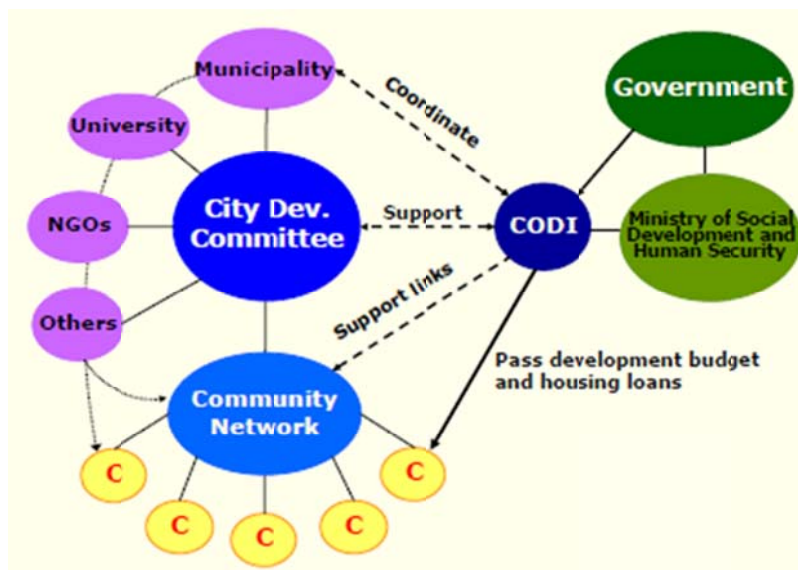 Municipality
Coordinate
Government
University
City Dev.
Committee
Support
CODI
Ministry of Social
Development and
Human Security
NGOs
Others
Support links
Pass development budget
and housing loans
Community
Network
C
C
C
C
C